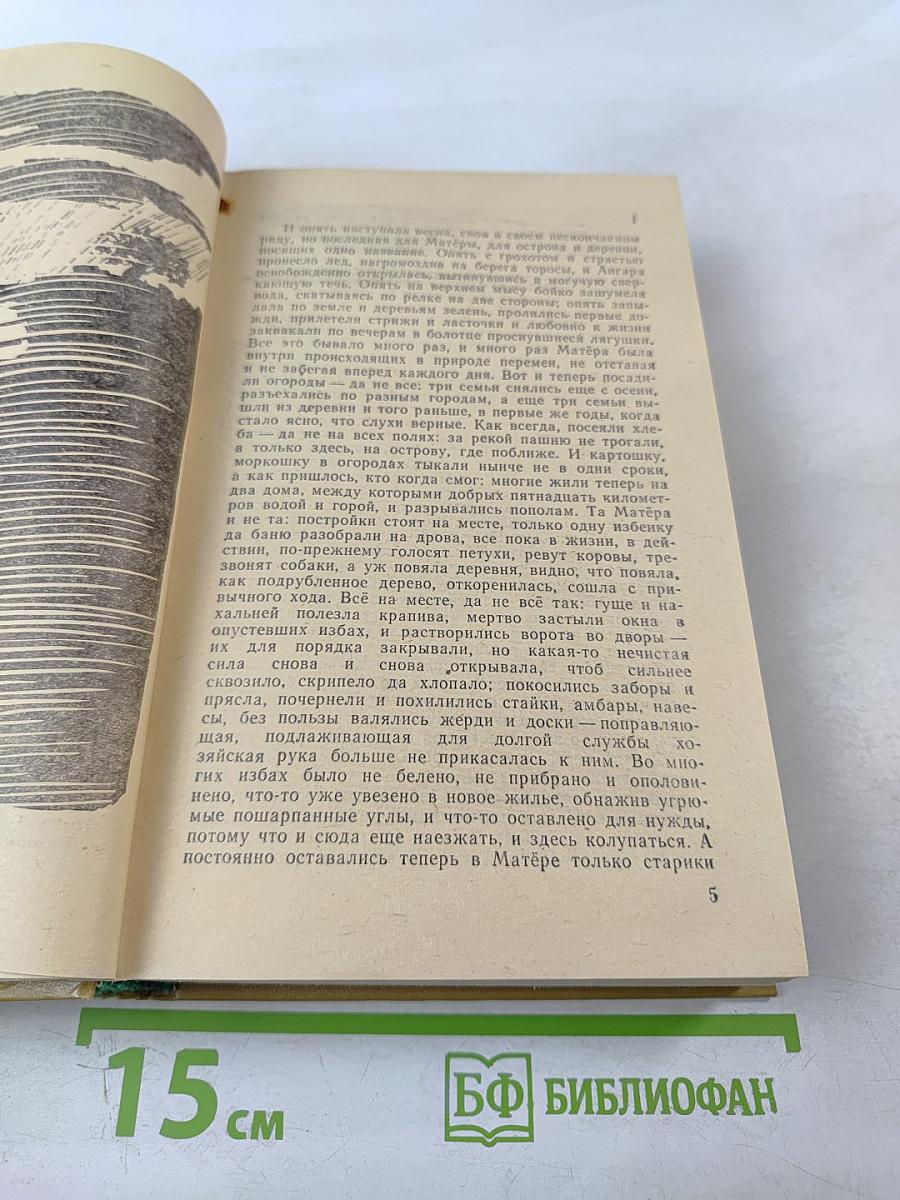 1
И опять наступила весна, своя в своем нескончаемом
ряду, но последняя для Матёры, для острова и деревни,
носящих одно название. Опять с грохотом и страстью
пронесло лед, нагромоздив на берега торосы, и Ангара
освобожденно открылась, вытянувшись в могучую свер-
кающую течь. Опять на верхнем мысу бойко зашумела
вода, скатываясь по релке на две стороны; опять запы-
лала по земле и деревьям зелень, пролились первые до-
жди, прилетели стрижи и ласточки и любовно к жизни
заквакали по вечерам в болотце проснувшиеся лягушки.
Все это бывало много раз, и много раз Матёра была
внутри происходящих в природе перемен, не отставая
и не забегая вперед каждого дня. Вот и теперь посади-
ли огороды — да не все: три семьи снялись еще с осени,
разъехались по разным городам, а еще три семьи вы-
шли из деревни и того раньше, в первые же годы, когда
стало ясно, что слухи верные. Как всегда, посеяли хле-
ба — да не на всех полях: за рекой пашню не трогали,
а только здесь, на острову, где поближе. И картошку,
моркошку в огородах тыкали нынче не в одни сроки,
а как пришлось, кто когда смог: многие жили теперь на
два дома, между которыми добрых пятнадцать километ-
ров водой и горой, и разрывались пополам. Та Матёра
и не та: постройки стоят на месте, только одну избенку
да баню разобрали на дрова, все пока в жизни, в дей-
ствии, по-прежнему голосят петухи, ревут коровы, тре-
звонят собаки, а уж повяла деревня, видно, что повяла,
как подрубленное дерево, откоренилась, сошла с при-
вычного хода. Всё на месте, да не всё так: гуще и на-
хальней полезла крапива, мертво застыли окна в
опустевших избах, и растворились ворота во дворы —
их для порядка закрывали, но какая-то нечистая
сила снова и снова открывала, чтоб сильнее
сквозило, скрипело да хлопало; покосились заборы и
прясла, почернели и похилились стайки, амбары, наве-
сы, без пользы валялись жерди и доски — поправляю-
щая, подлаживающая для долгой службы хо-
зяйская рука больше не прикасалась к ним. Во мно-
гих избах было не белено, не прибрано и ополови-
нено, что-то уже увезено в новое жилье, обнажив угрю-
мые пошарпанные углы, и что-то оставлено для нужды,
потому что и сюда еще наезжать, и здесь колупаться. А
постоянно оставались теперь в Матёре только старики
5
15 см
БФ БИБЛИОФАН